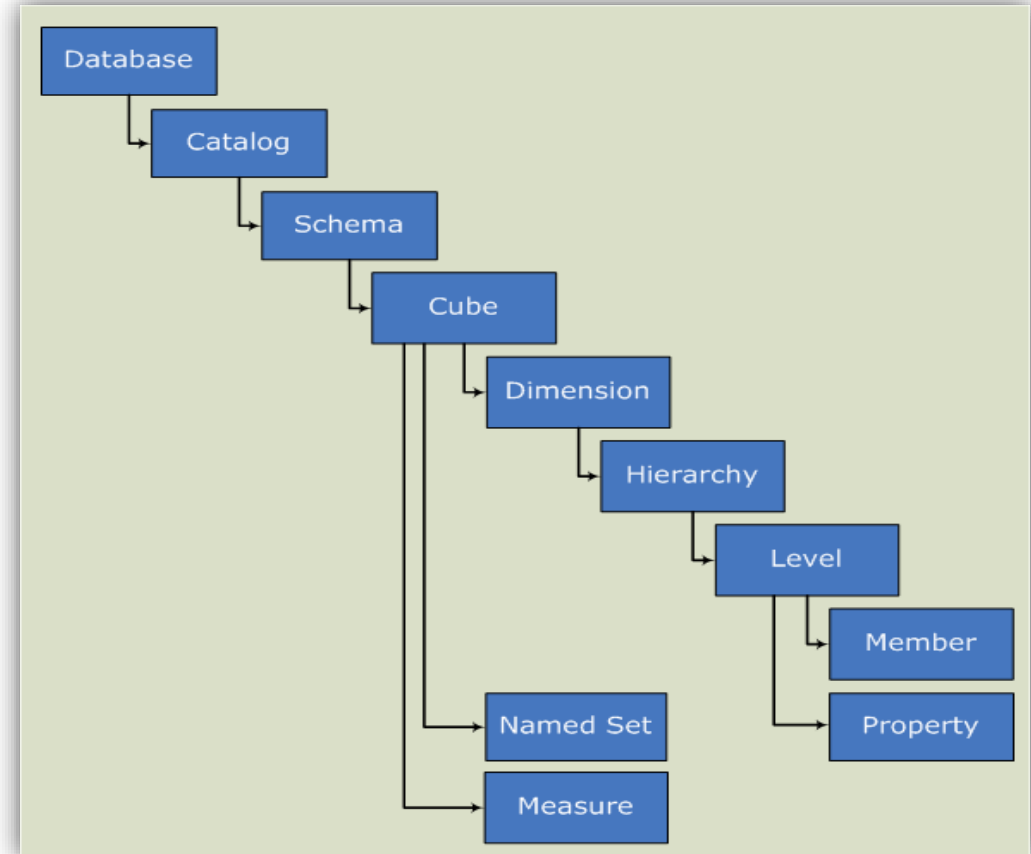 Database
Catalog
Schema
Cube
Dimension
Hierarchy
Level
Member
Named Set
Property
Measure